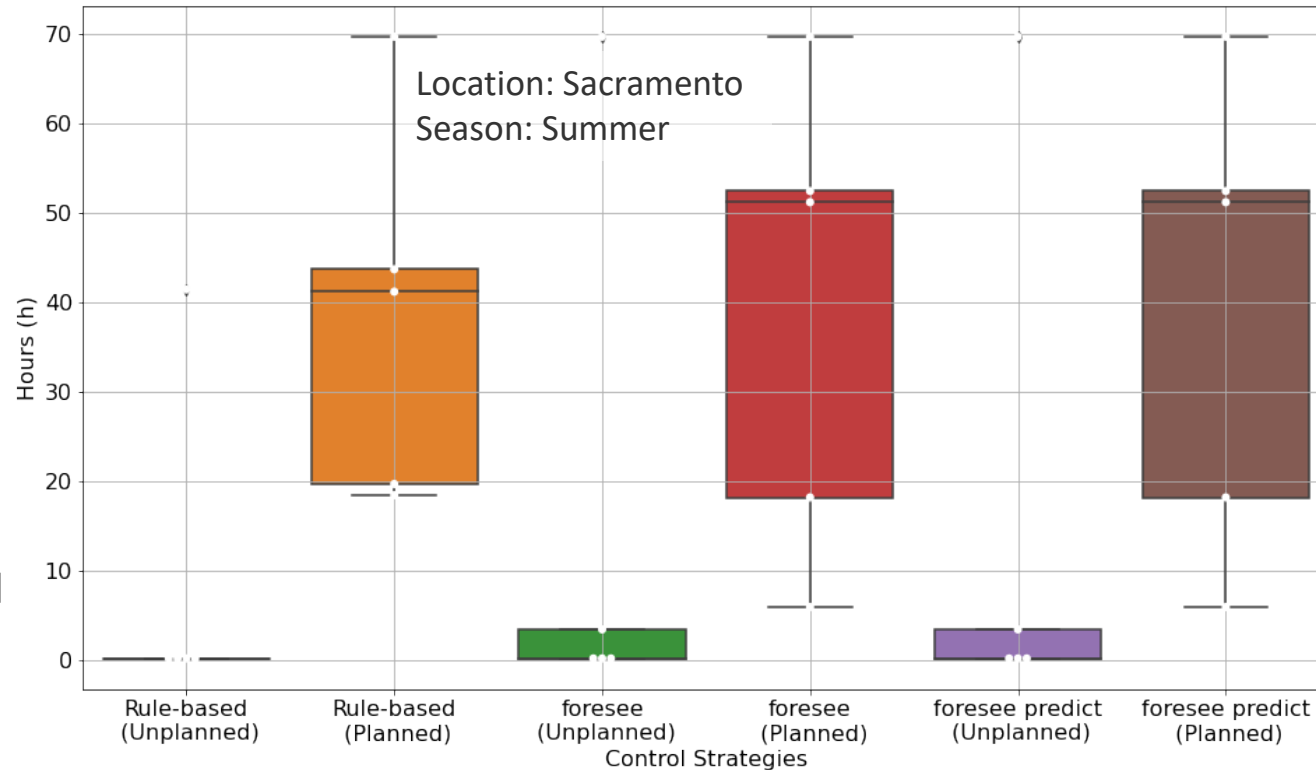 Location: Sacramento
Season: Summer
Hours (h)
70
60
50
40
30
20
10
0
Rule-based
(Unplanned)
Rule-based
(Planned)
foresee
(Unplanned)
foresee
(Planned)
foresee predict
(Unplanned)
foresee predict
(Planned)
Control Strategies